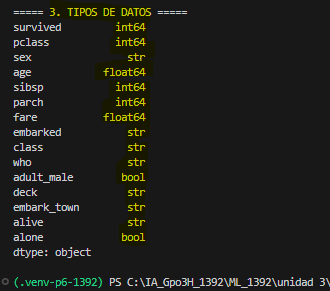 ===== 3. TIPOS DE DATOS =====
survived int64
pclass int64
sex str
age float64
sibsp int64
parch int64
fare float64
embarked str
class str
who str
adult_male bool
deck str
embark_town str
alive str
alone bool
dtype: object
(.venv-p6-1392) PS C:\IA_Gpo3H_1392\ML_1392\unidad 3\